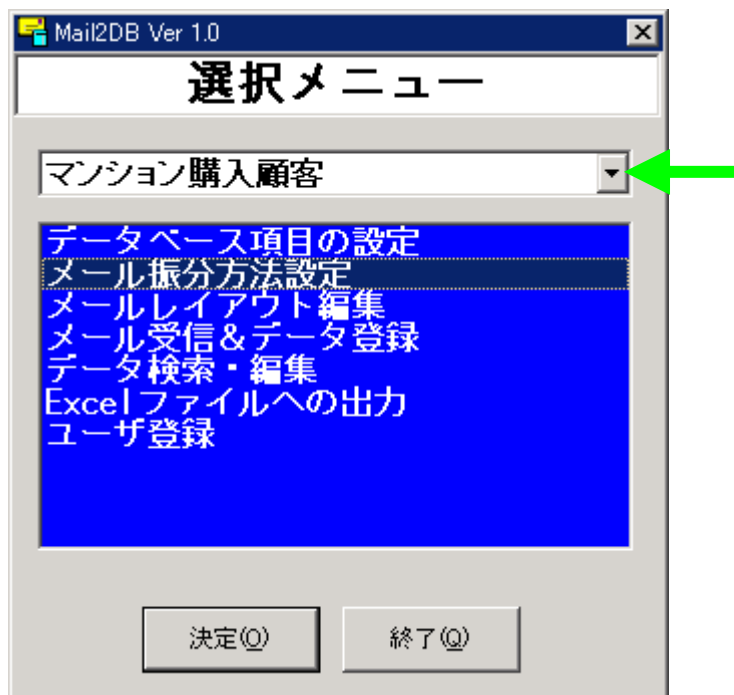 Mail2DB Ver 1.0
選択メニュー
マンション購入顧客
データベース項目の設定
メール振分方法設定
メールレイアウト編集
メール受信&データ登録
データ検索・編集
Excelファイルへの出力
ユーザ登録
決定(O) 終了(Q)